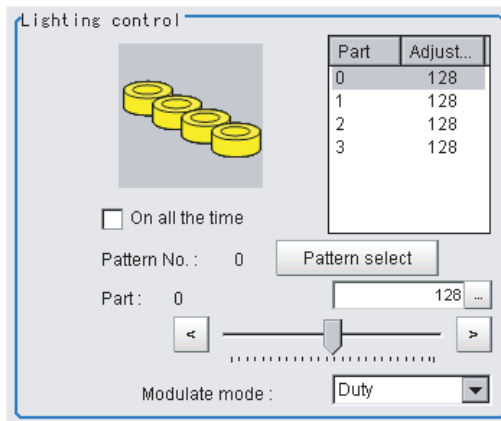 Lighting control
Part Adjust...
0 128
1 128
2 128
3 128
On all the time
Pattern No. : 0 Pattern select
Part : 0 128 ...
< >
Modulate mode : Duty